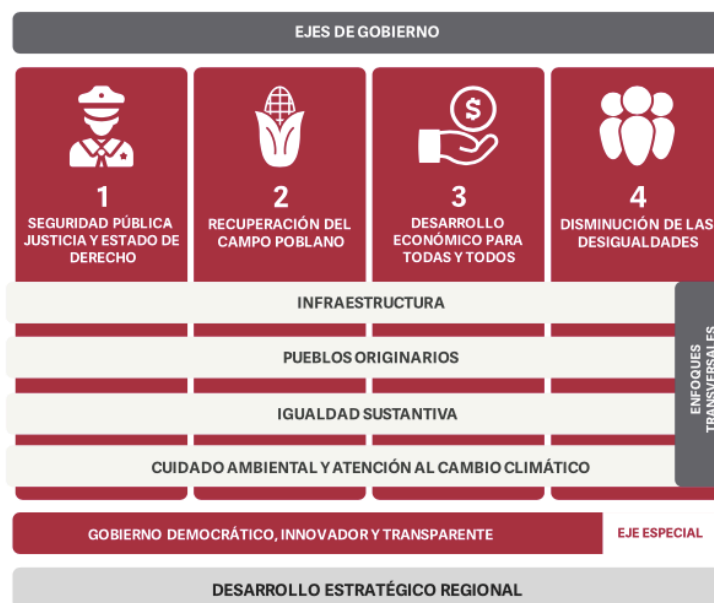 EJES DE GOBIERNO
$
1
SEGURIDAD PÚBLICA
JUSTICIA Y ESTADO DE
DERECHO
2
RECUPERACIÓN DEL
CAMPO POBLANO
3
DESARROLLO
ECONÓMICO PARA
TODAS Y TODOS
4
DISMINUCIÓN DE LAS
DESIGUALDADES
INFRAESTRUCTURA
PUEBLOS ORIGINARIOS
IGUALDAD SUSTANTIVA
CUIDADO AMBIENTAL Y ATENCIÓN AL CAMBIO CLIMÁTICO
ENFOQUES
TRANSVERSALES
GOBIERNO DEMOCRÁTICO, INNOVADOR Y TRANSPARENTE
EJE ESPECIAL
DESARROLLO ESTRATÉGICO REGIONAL